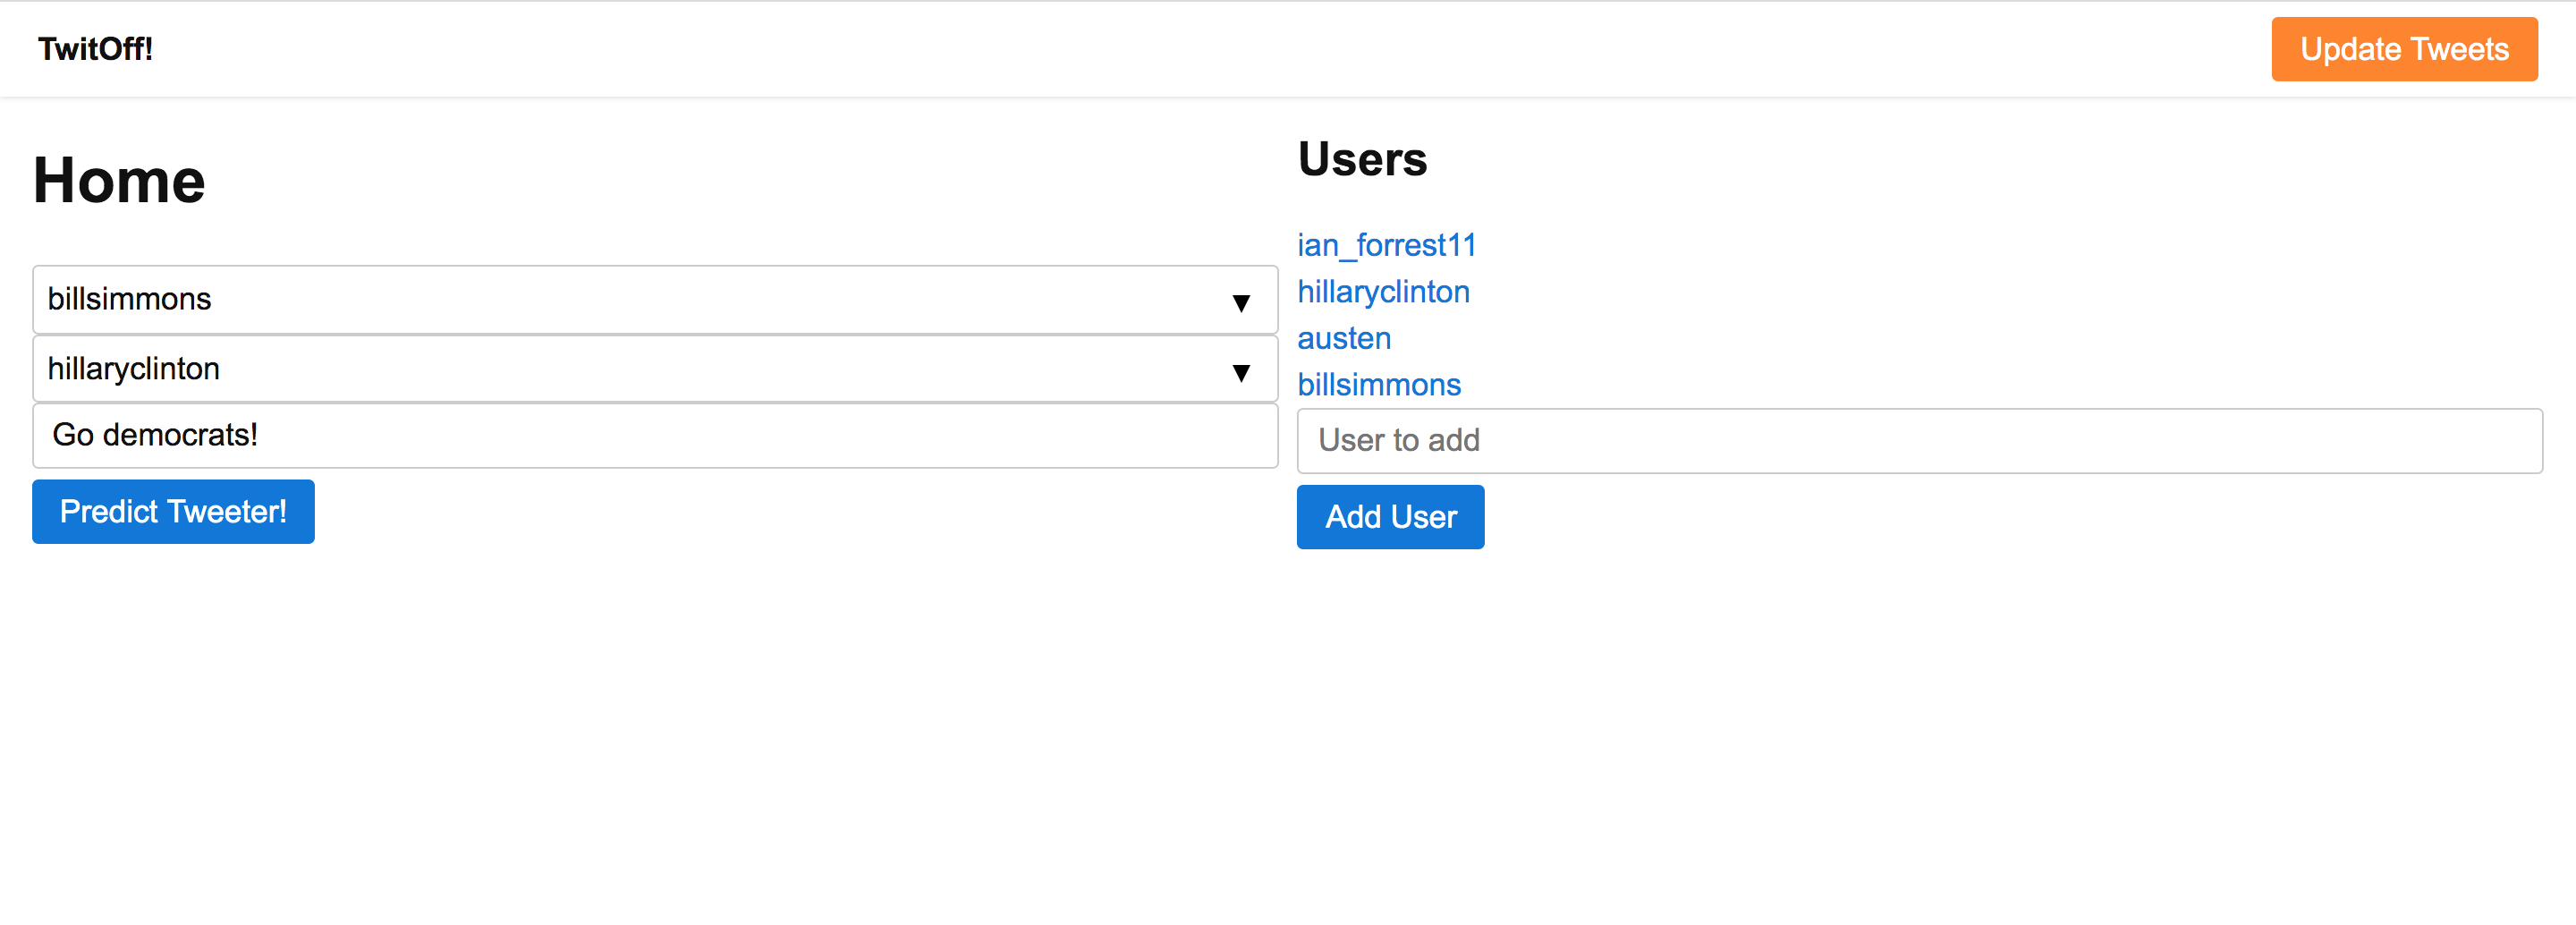 TwitOff!
Update Tweets
Home
billsimmons
hillaryclinton
Go democrats!
Predict Tweeter!
Users
ian_forrest11
hillaryclinton
austen
billsimmons
User to add
Add User